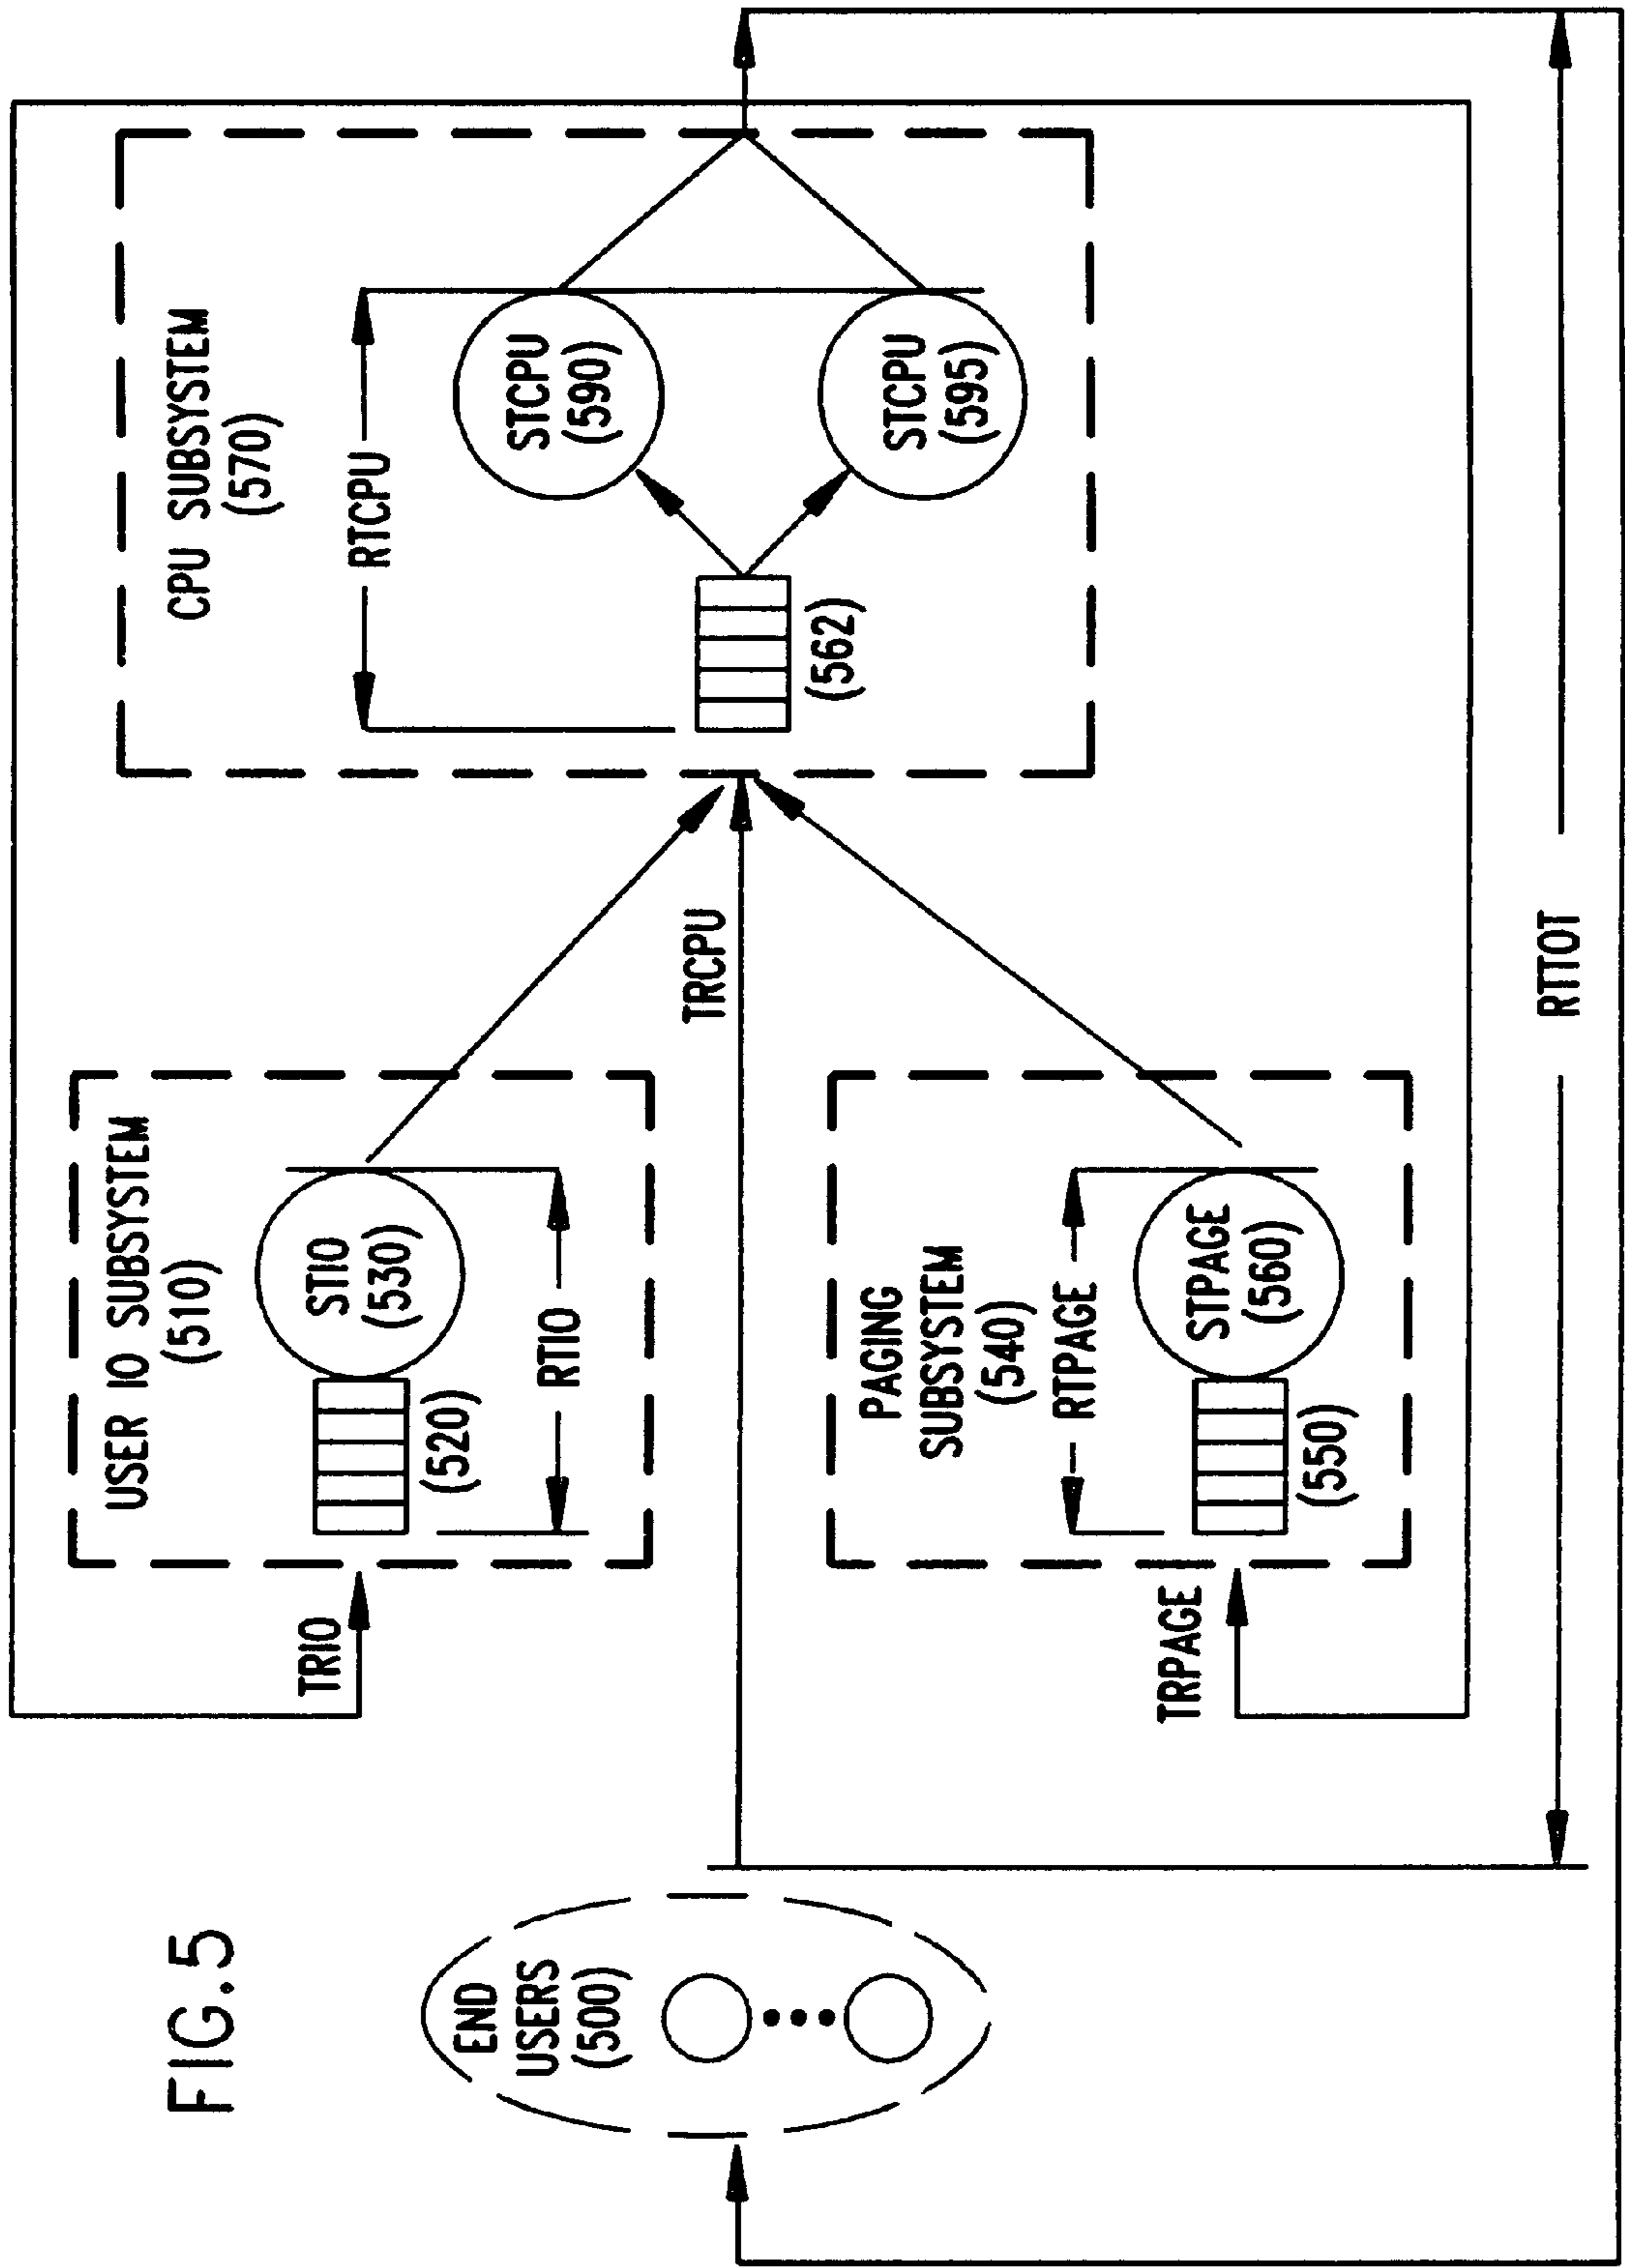 FIG.5
END
USERS
(500)
USER IO SUBSYSTEM
(510)
TRIO
STIO
(530)
(520)
RTIO
TRCPU
PAGING
SUBSYSTEM
(540)
RTPAGE
TRPAGE
STPAGE
(560)
(550)
CPU SUBSYSTEM
(570)
RTCPU
STCPU
(590)
(562)
STCPU
(595)
RTTOT